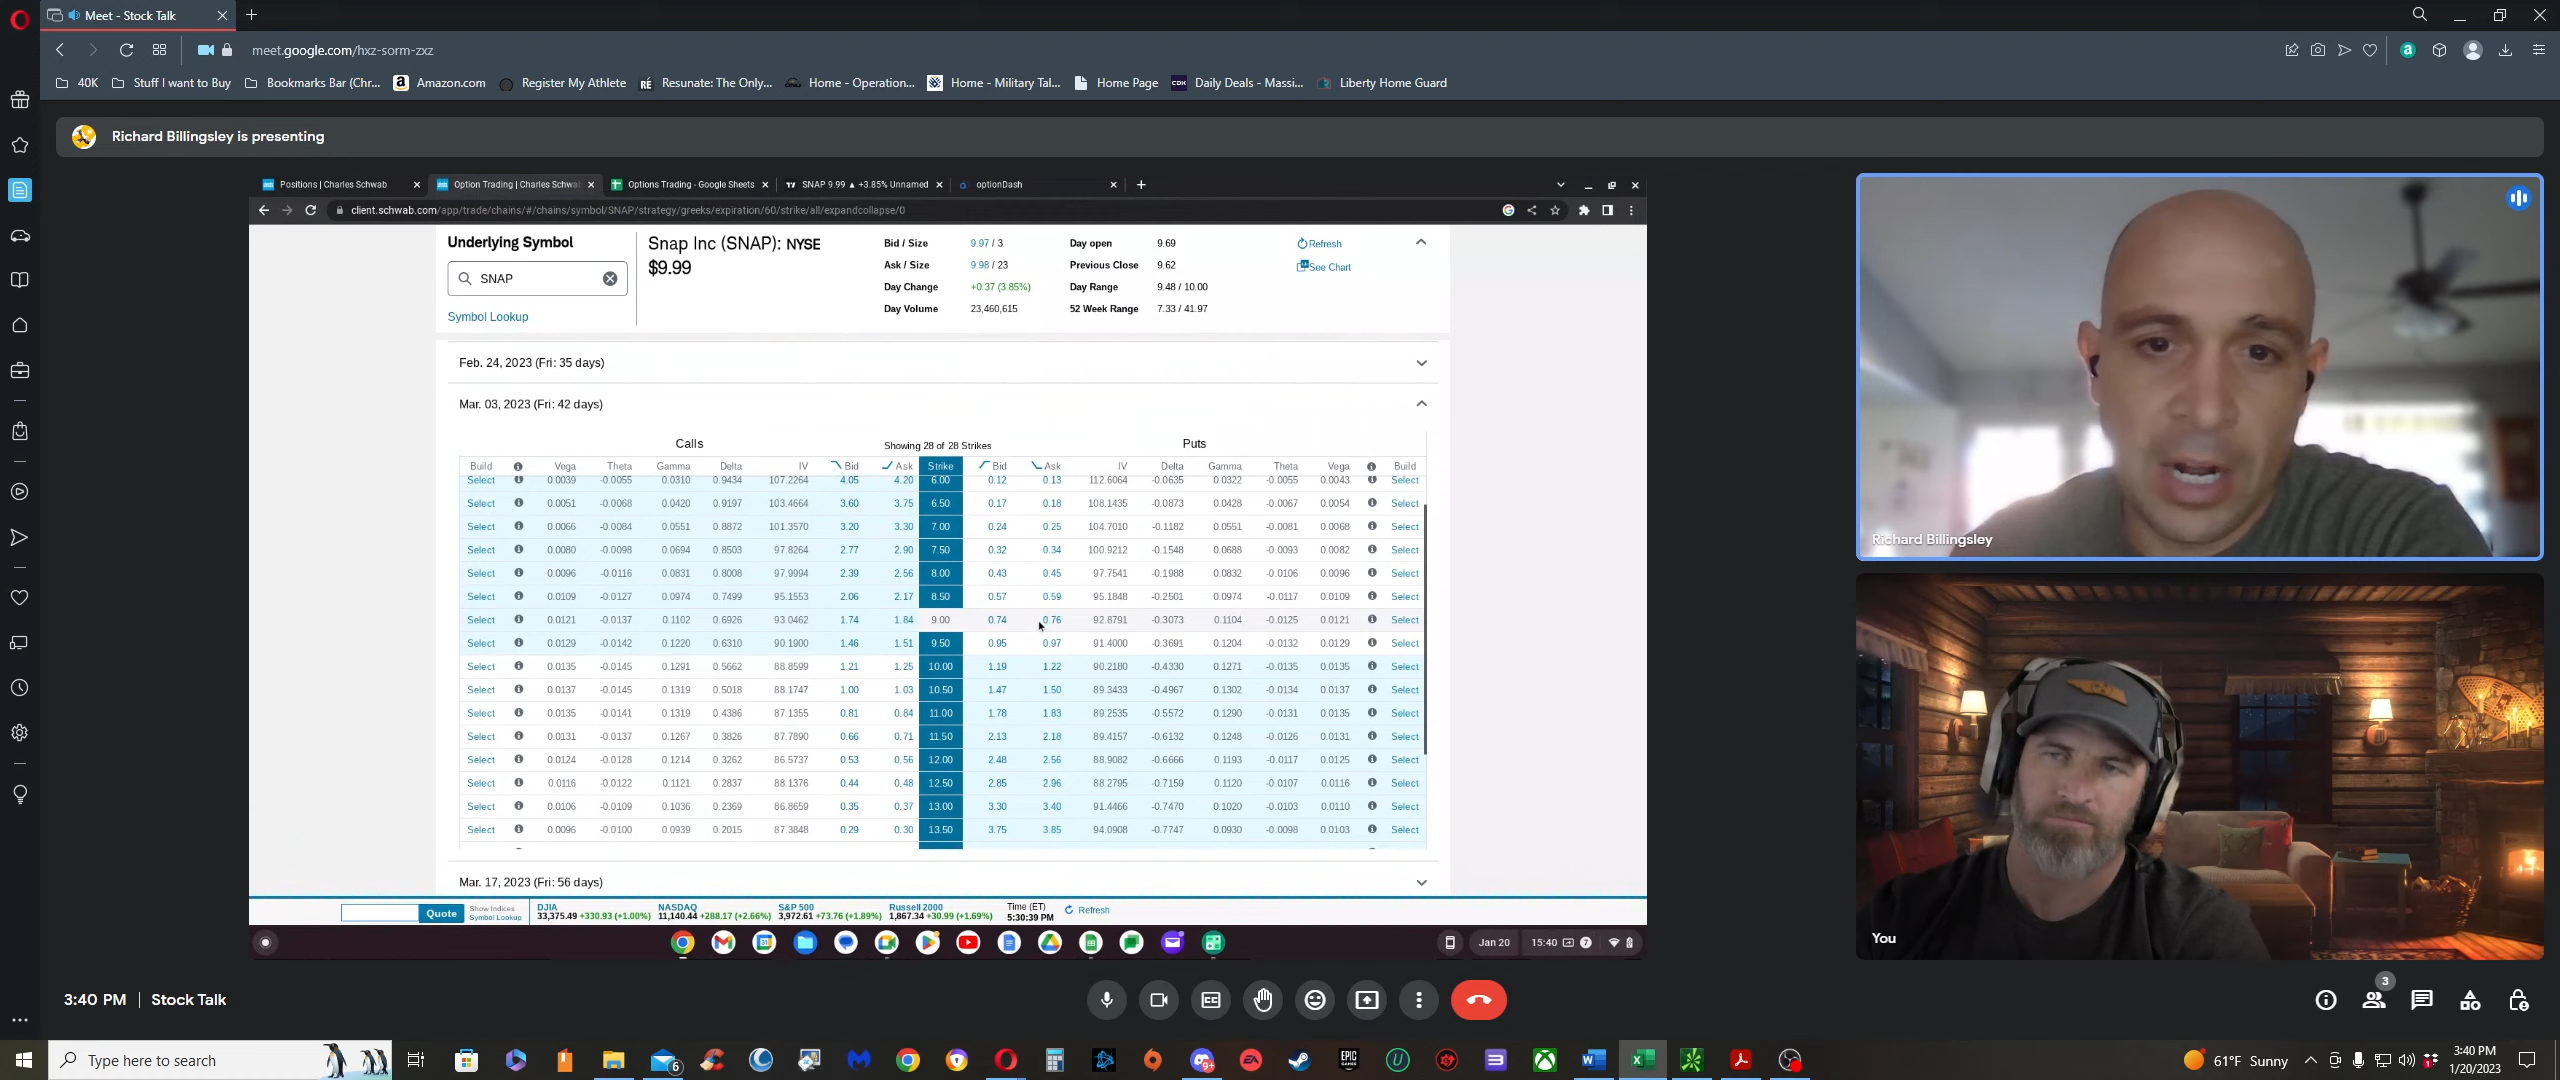 Meet - Stock Talk
meet.google.com/hxz-sorm-zxz
40K Stuff I want to Buy Bookmarks Bar (Chr... Amazon.com Register My Athlete RĒ Resunate: The Only... Home - Operation... Home - Military Tal... Home Page CDK Daily Deals - Massi... Liberty Home Guard
Richard Billingsley is presenting
Positions | Charles Schwab Option Trading | Charles Schwa Options Trading - Google Sheets SNAP 9.99 ▲ +3.85% Unnamed optionDash
client.schwab.com/app/trade/chains/#/chains/symbol/SNAP/strategy/greeks/expiration/60/strike/all/expandcollapse/0
Underlying Symbol Snap Inc (SNAP): NYSE Bid / Size 9.97 / 3 Day open 9.69 Refresh
SNAP $9.99 Ask / Size 9.98 / 23 Previous Close 9.62 See Chart
Day Change +0.37 (3.85%) Day Range 9.48 / 10.00
Symbol Lookup Day Volume 23,460,615 52 Week Range 7.33 / 41.97
Feb. 24, 2023 (Fri: 35 days)
Mar. 03, 2023 (Fri: 42 days)
Calls Showing 28 of 28 Strikes Puts
Build Vega Theta Gamma Delta IV Bid Ask Strike Bid Ask IV Delta Gamma Theta Vega Build
Select 0.0039 -0.0055 0.0310 0.9434 107.2264 4.05 4.20 6.00 0.12 0.13 112.6064 -0.0635 0.0322 -0.0055 0.0043 Select
Select 0.0051 -0.0068 0.0420 0.9197 103.4664 3.60 3.75 6.50 0.17 0.18 108.1435 -0.0873 0.0428 -0.0067 0.0054 Select
Select 0.0066 -0.0084 0.0551 0.8872 101.3570 3.20 3.30 7.00 0.24 0.25 104.7010 -0.1182 0.0551 -0.0081 0.0068 Select
Select 0.0080 -0.0098 0.0694 0.8503 97.8264 2.77 2.90 7.50 0.32 0.34 100.9212 -0.1548 0.0688 -0.0093 0.0082 Select
Select 0.0096 -0.0116 0.0831 0.8008 97.9994 2.39 2.56 8.00 0.43 0.45 97.7541 -0.1988 0.0832 -0.0106 0.0096 Select
Select 0.0109 -0.0127 0.0974 0.7499 95.1553 2.06 2.17 8.50 0.57 0.59 95.1848 -0.2501 0.0974 -0.0117 0.0109 Select
Select 0.0121 -0.0137 0.1102 0.6926 93.0462 1.74 1.84 9.00 0.74 0.76 92.8791 -0.3073 0.1104 -0.0125 0.0121 Select
Select 0.0129 -0.0142 0.1220 0.6310 90.1900 1.46 1.51 9.50 0.95 0.97 91.4000 -0.3691 0.1204 -0.0132 0.0129 Select
Select 0.0135 -0.0145 0.1291 0.5662 88.8599 1.21 1.25 10.00 1.19 1.22 90.2180 -0.4330 0.1271 -0.0135 0.0135 Select
Select 0.0137 -0.0145 0.1319 0.5018 88.1747 1.00 1.03 10.50 1.47 1.50 89.3433 -0.4967 0.1302 -0.0134 0.0137 Select
Select 0.0135 -0.0141 0.1319 0.4386 87.1355 0.81 0.84 11.00 1.78 1.83 89.2535 -0.5572 0.1290 -0.0131 0.0135 Select
Select 0.0131 -0.0137 0.1267 0.3826 87.7890 0.66 0.71 11.50 2.13 2.18 89.4157 -0.6132 0.1248 -0.0126 0.0131 Select
Select 0.0124 -0.0128 0.1214 0.3262 86.5737 0.53 0.56 12.00 2.48 2.56 88.9082 -0.6666 0.1193 -0.0117 0.0125 Select
Select 0.0116 -0.0122 0.1121 0.2837 88.1376 0.44 0.48 12.50 2.85 2.96 88.2795 -0.7159 0.1120 -0.0107 0.0116 Select
Select 0.0106 -0.0109 0.1036 0.2369 86.8659 0.35 0.37 13.00 3.30 3.40 91.4466 -0.7470 0.1020 -0.0103 0.0110 Select
Select 0.0096 -0.0100 0.0939 0.2015 87.3848 0.29 0.30 13.50 3.75 3.85 94.0908 -0.7747 0.0930 -0.0098 0.0103 Select
Mar. 17, 2023 (Fri: 56 days)
Quote Show Indices DJIA NASDAQ S&P 500 Russell 2000 Time (ET) Refresh
Symbol Lookup 33,375.49 +330.93 (+1.00%) 11,140.44 +288.17 (+2.66%) 3,972.61 +73.76 (+1.89%) 1,867.34 +30.99 (+1.69%) 5:30:39 PM
Jan 20 15:40 7
Richard Billingsley
You
3:40 PM | Stock Talk
3
Type here to search
6
9+
EA
EPIC GAMES
61°F Sunny
3:40 PM
1/20/2023